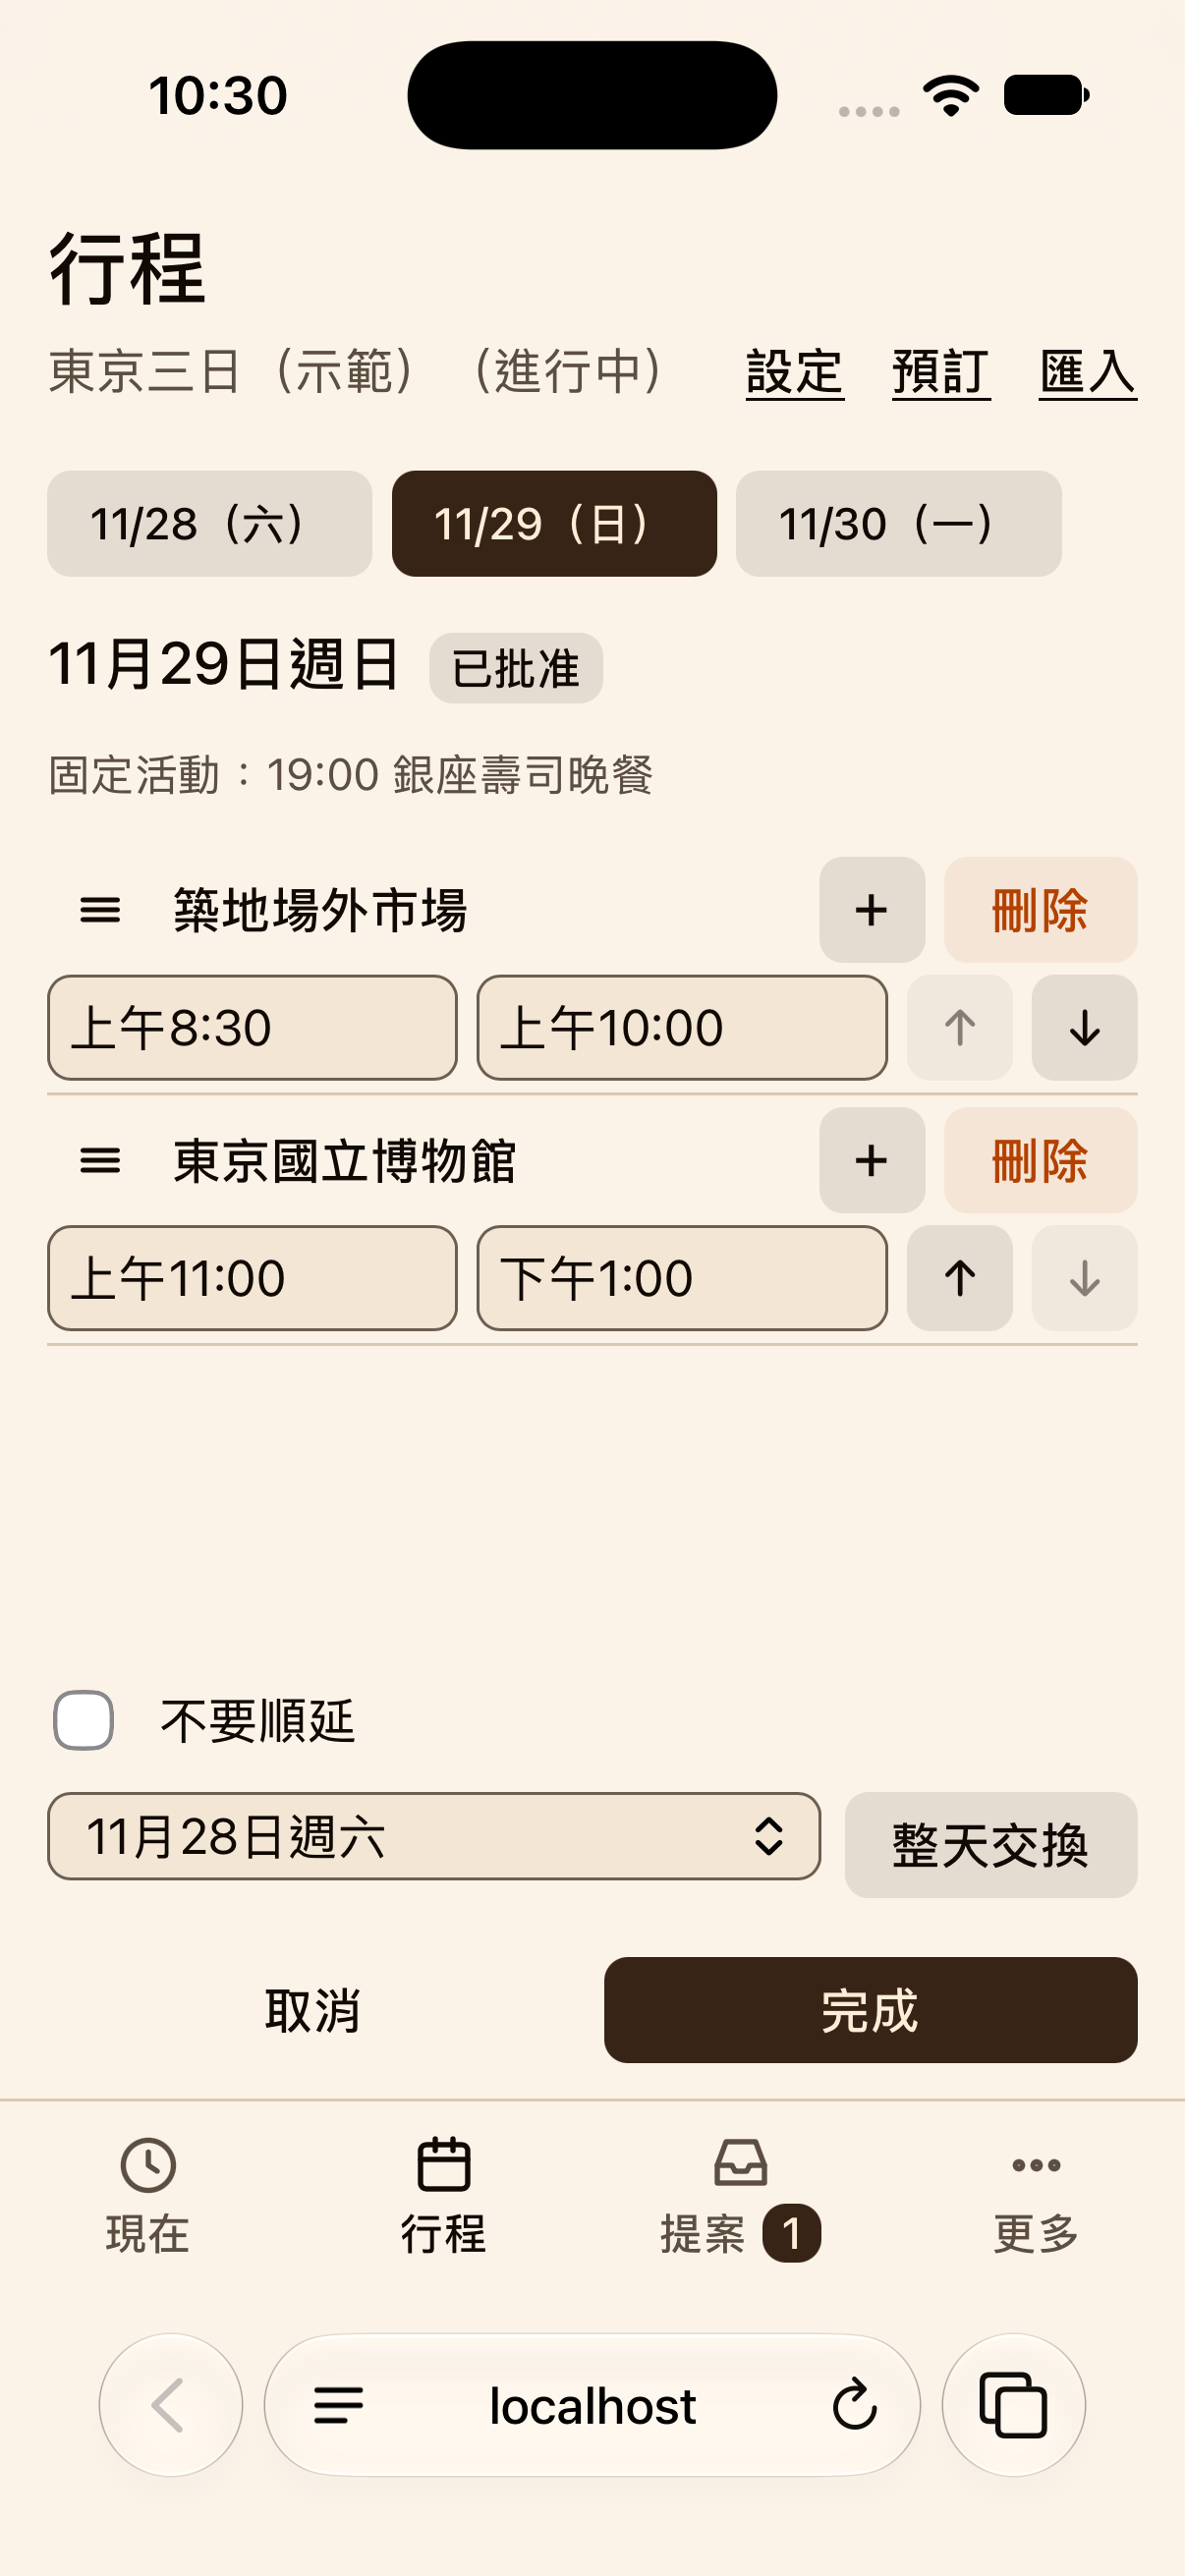 10:30
行程
東京三日（示範）（進行中） 設定 預訂 匯入
11/28（六） 11/29（日） 11/30（一）
11月29日週日 已批准
固定活動：19:00 銀座壽司晚餐
築地場外市場 + 刪除
上午8:30 上午10:00 ↑ ↓
東京國立博物館 + 刪除
上午11:00 下午1:00 ↑ ↓
不要順延
11月28日週六 整天交換
取消 完成
現在 行程 提案 1 更多
localhost